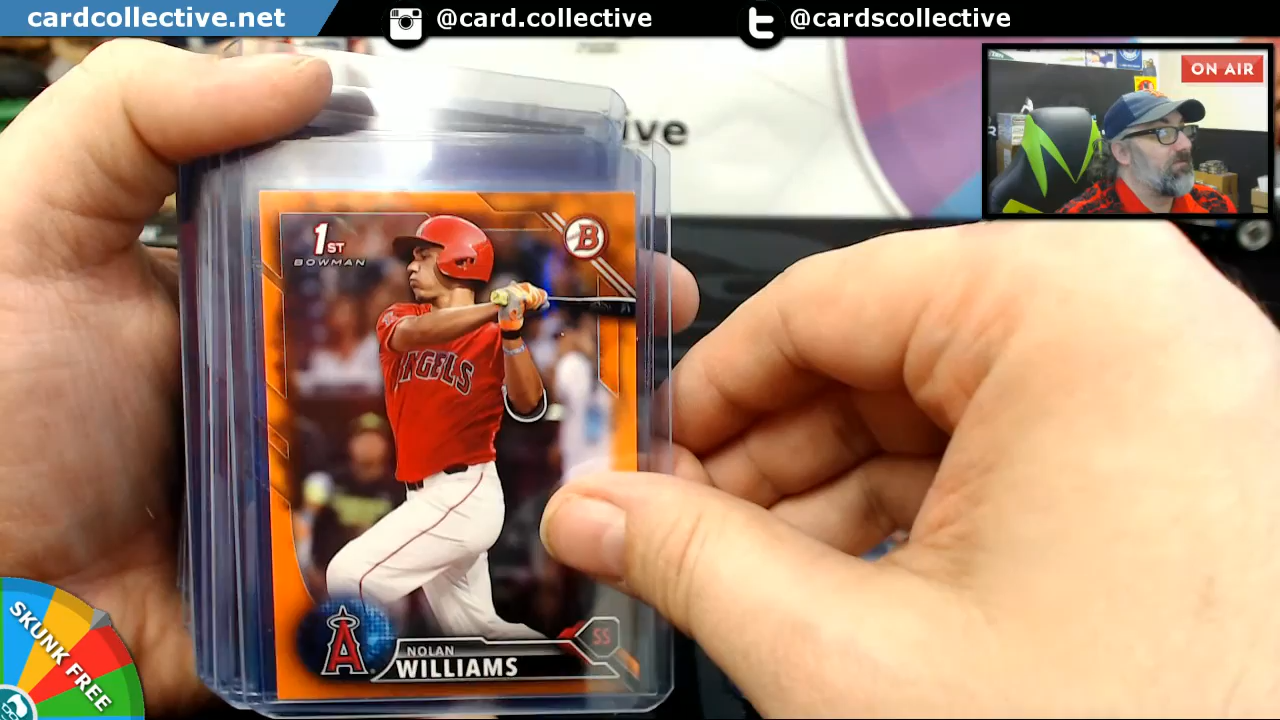 cardcollective.net
@card.collective
@cardscollective
ON AIR
ive
1ST
BOWMAN
B
ANGELS
A
SS
NOLAN
WILLIAMS
SKUNK FREE